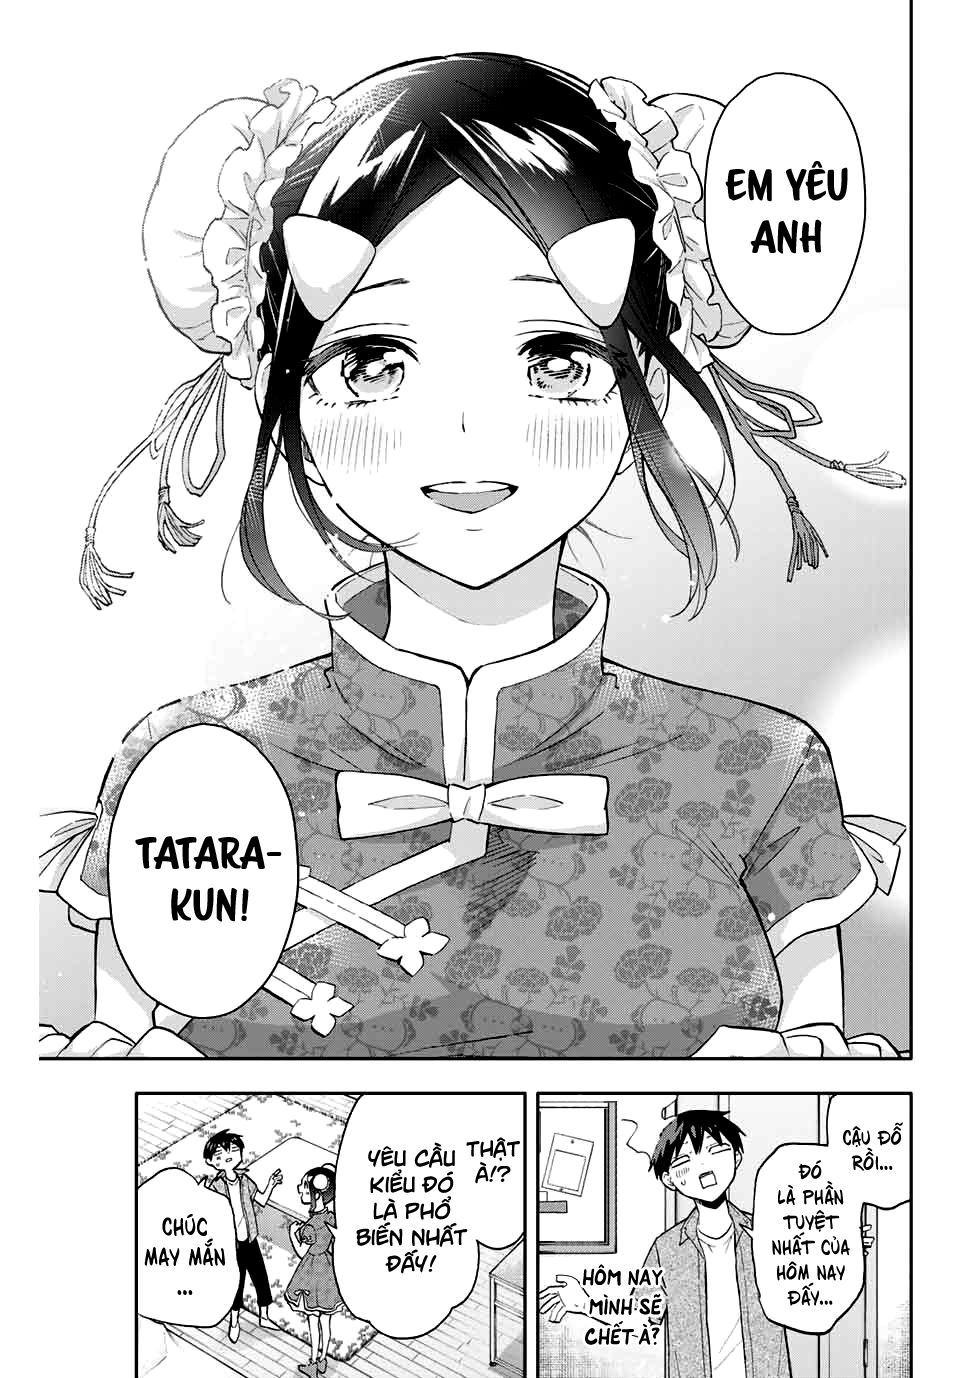 EM YÊU
ANH
TATARA-
KUN!
CẬU ĐỖ
RỒI...
ĐÓ
LÀ PHẦN
TUYỆT
NHẤT CỦA
HÔM NAY
ĐẤY...
HÔM NAY
MÌNH SẼ
CHẾT À?
THẬT
À!?
YÊU CẦU
KIỂU ĐÓ
LÀ PHỔ
BIẾN NHẤT
ĐẤY!
CHÚC
MAY MẮN
...